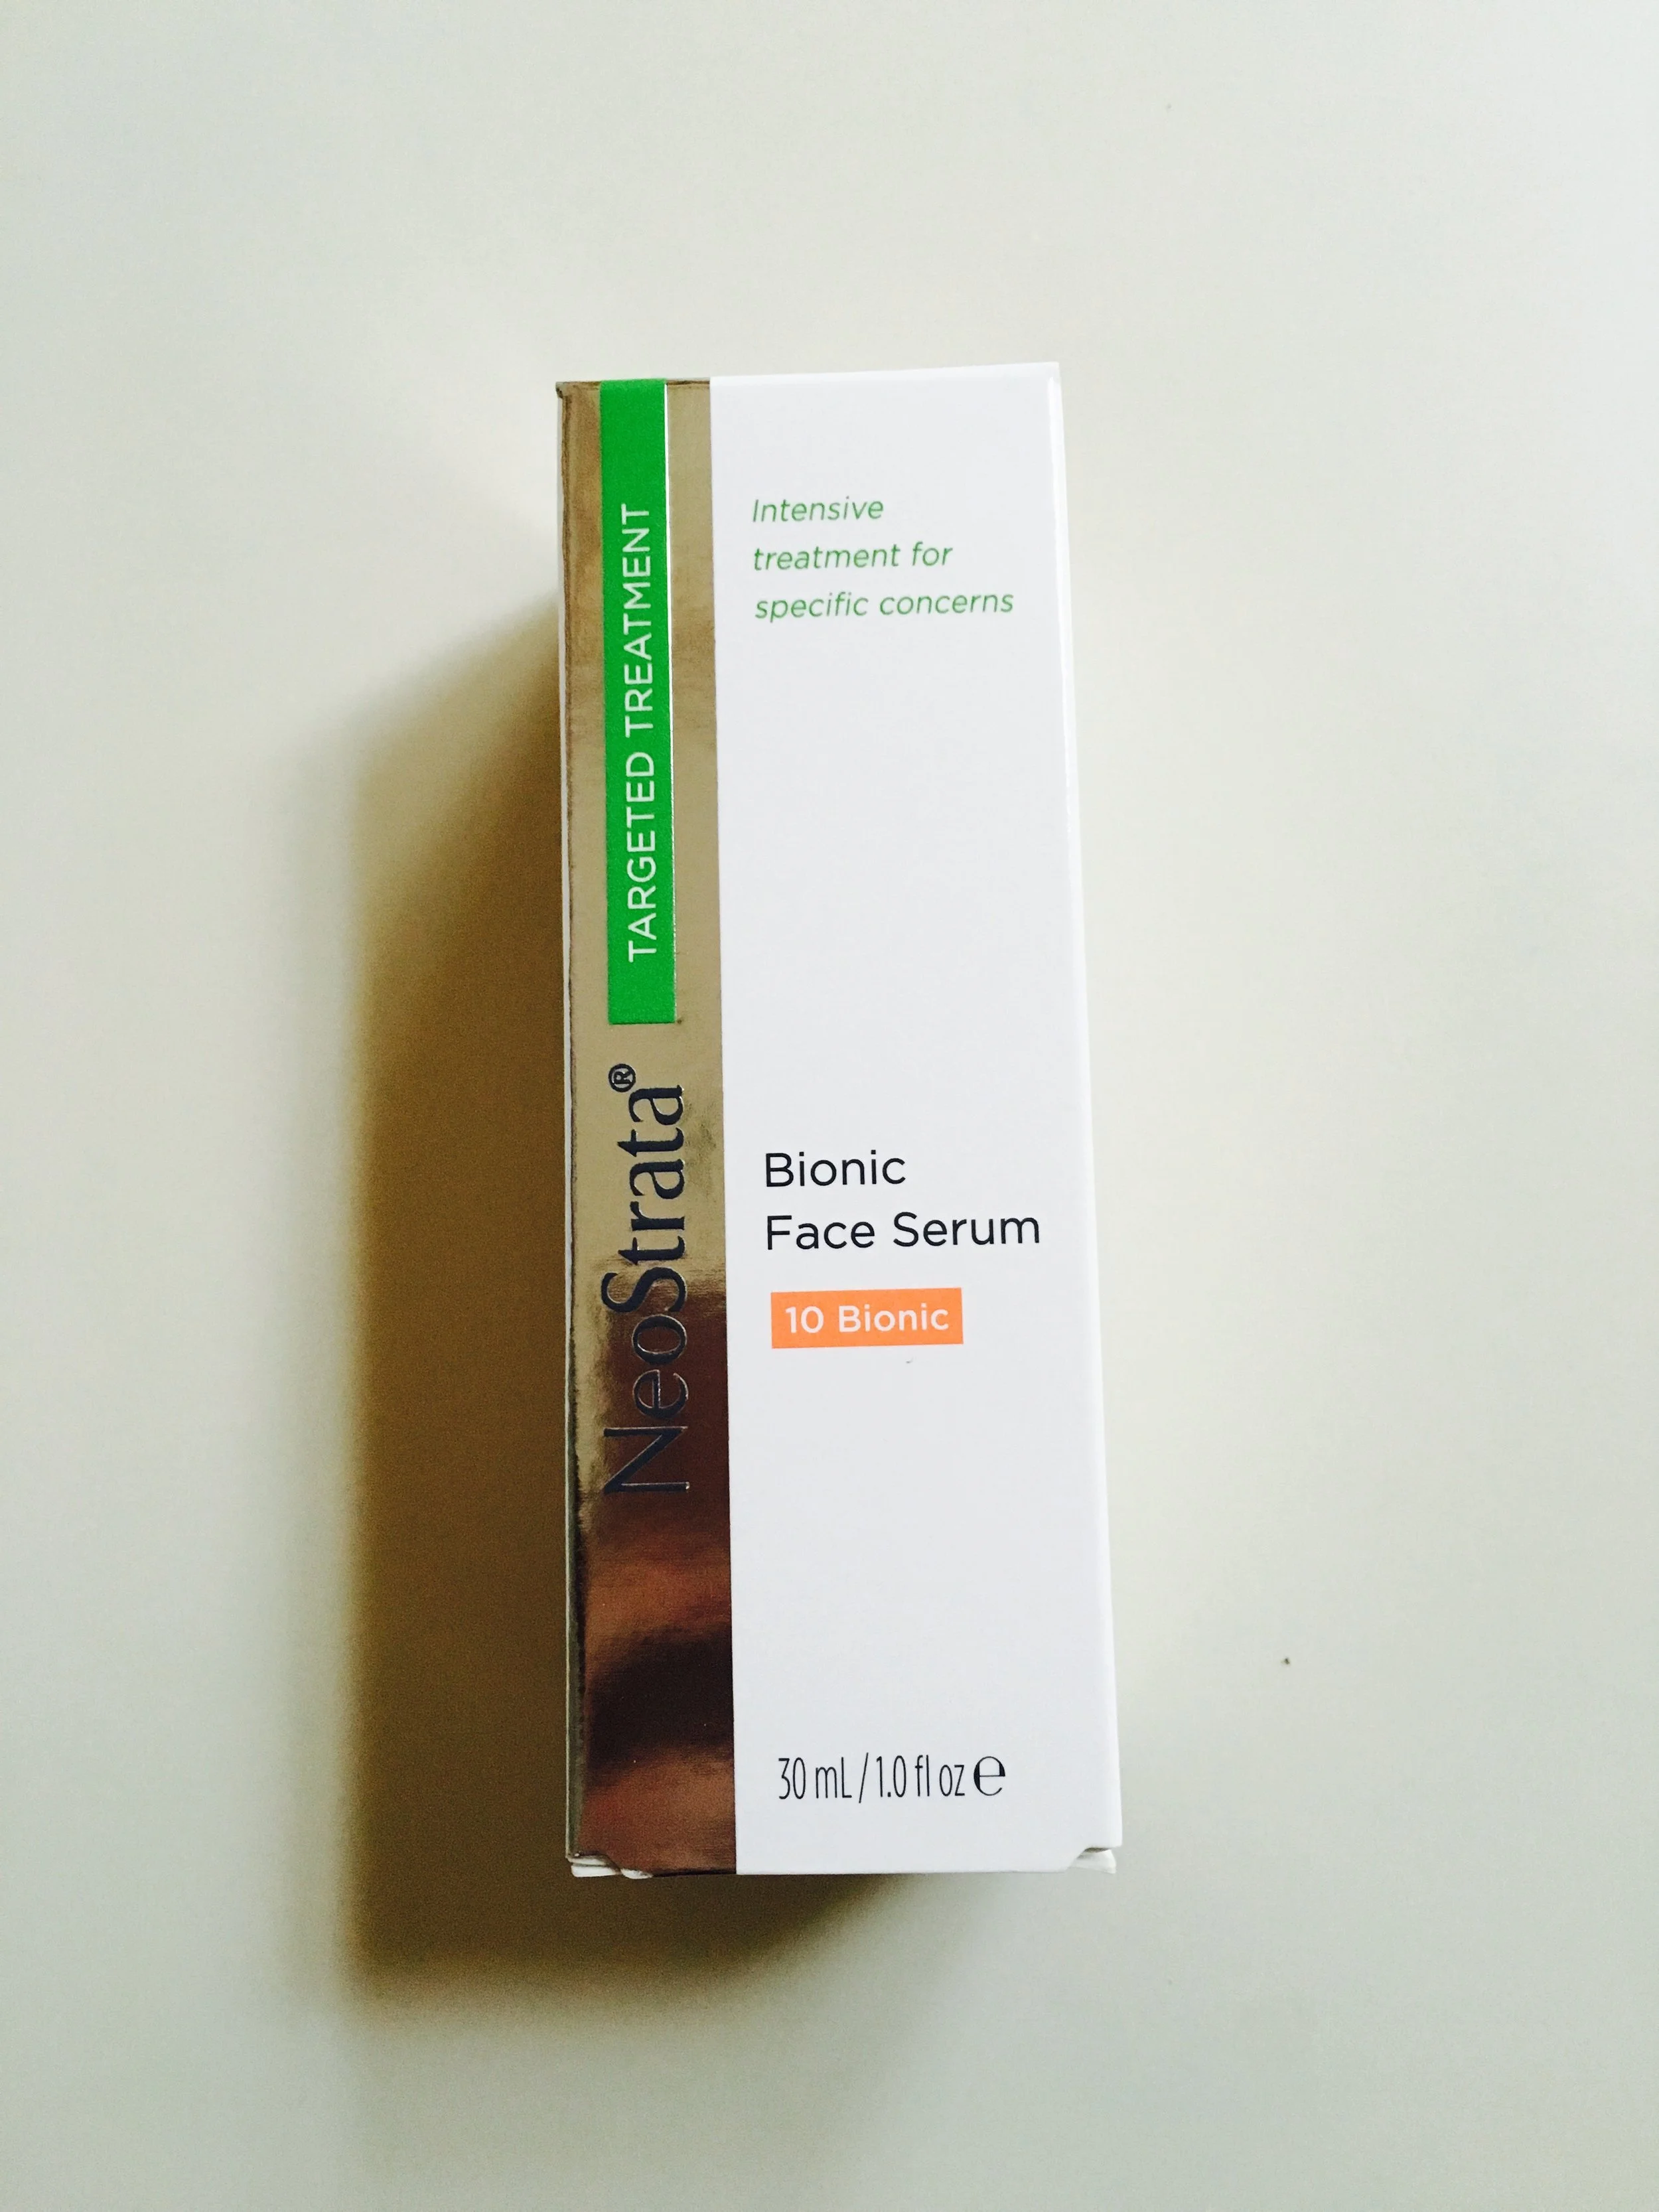 TARGETED TREATMENT
NeoStrata®
Intensive
treatment for
specific concerns
Bionic
Face Serum
10 Bionic
30 mL / 1.0 fl oz ℮